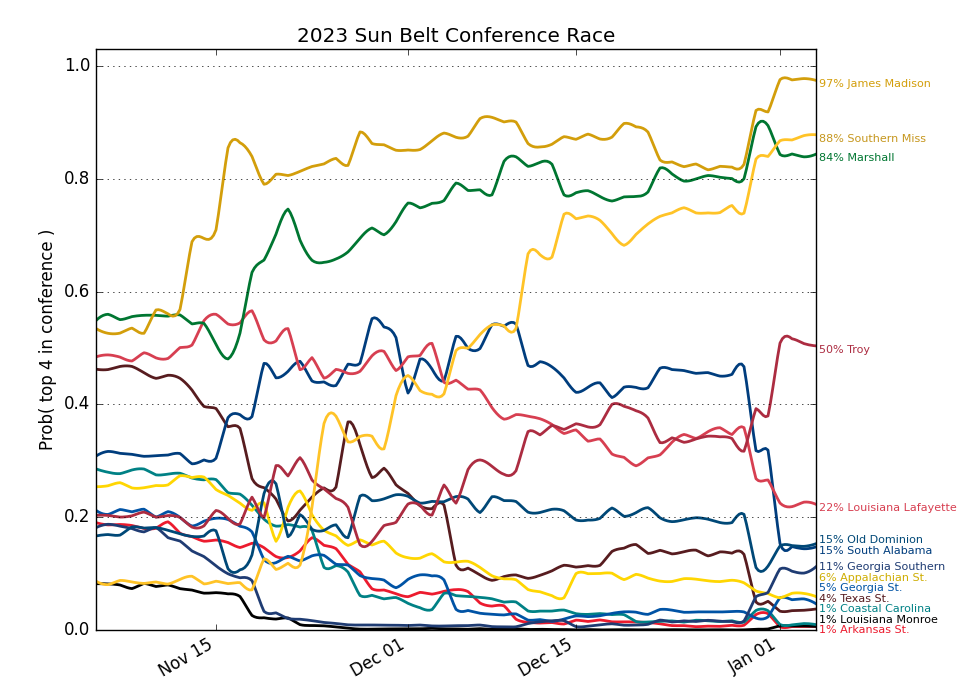 2023 Sun Belt Conference Race
Prob( top 4 in conference )
1.0
0.8
0.6
0.4
0.2
0.0
Nov 15
Dec 01
Dec 15
Jan 01
97% James Madison
88% Southern Miss
84% Marshall
50% Troy
22% Louisiana Lafayette
15% Old Dominion
15% South Alabama
11% Georgia Southern
6% Appalachian St.
5% Georgia St.
4% Texas St.
1% Coastal Carolina
1% Louisiana Monroe
1% Arkansas St.